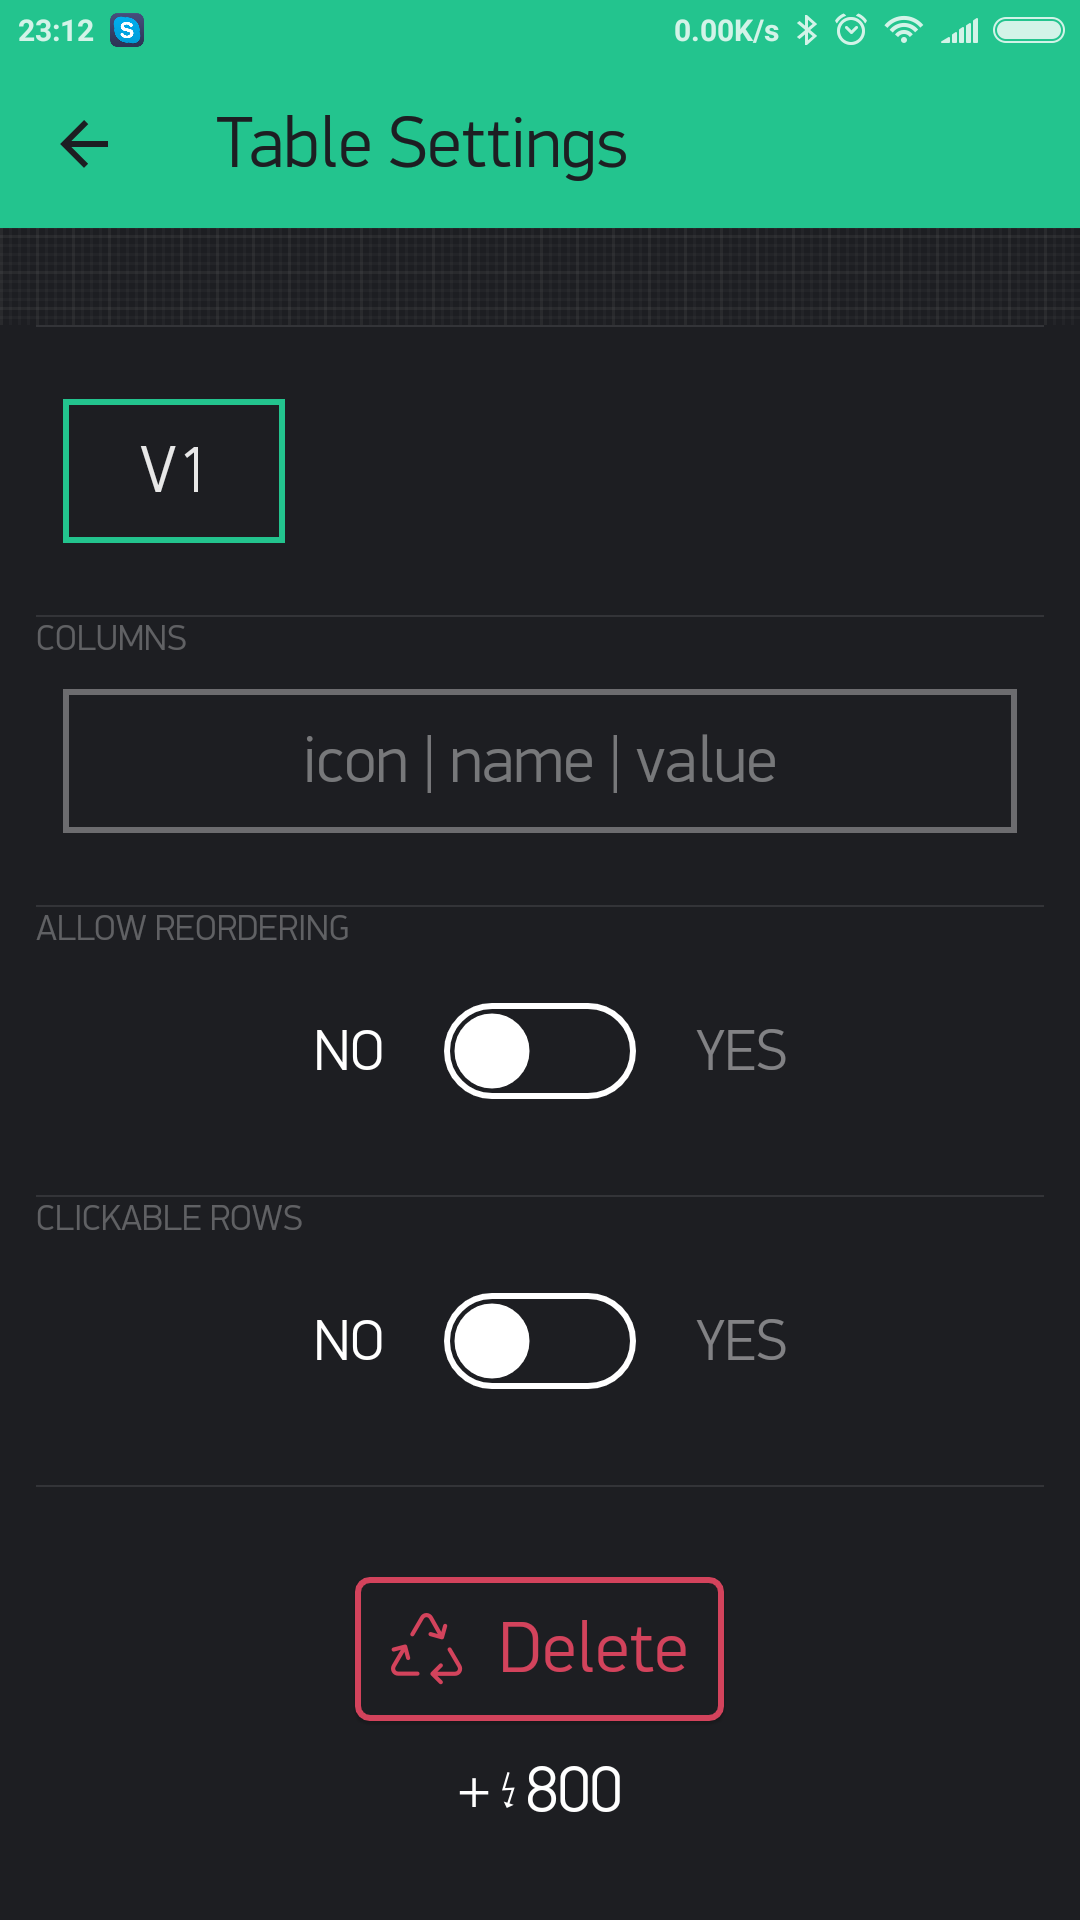 23:12 S 0.00K/s
Table Settings
V1
COLUMNS
icon | name | value
ALLOW REORDERING
NO YES
CLICKABLE ROWS
NO YES
Delete
+ 800